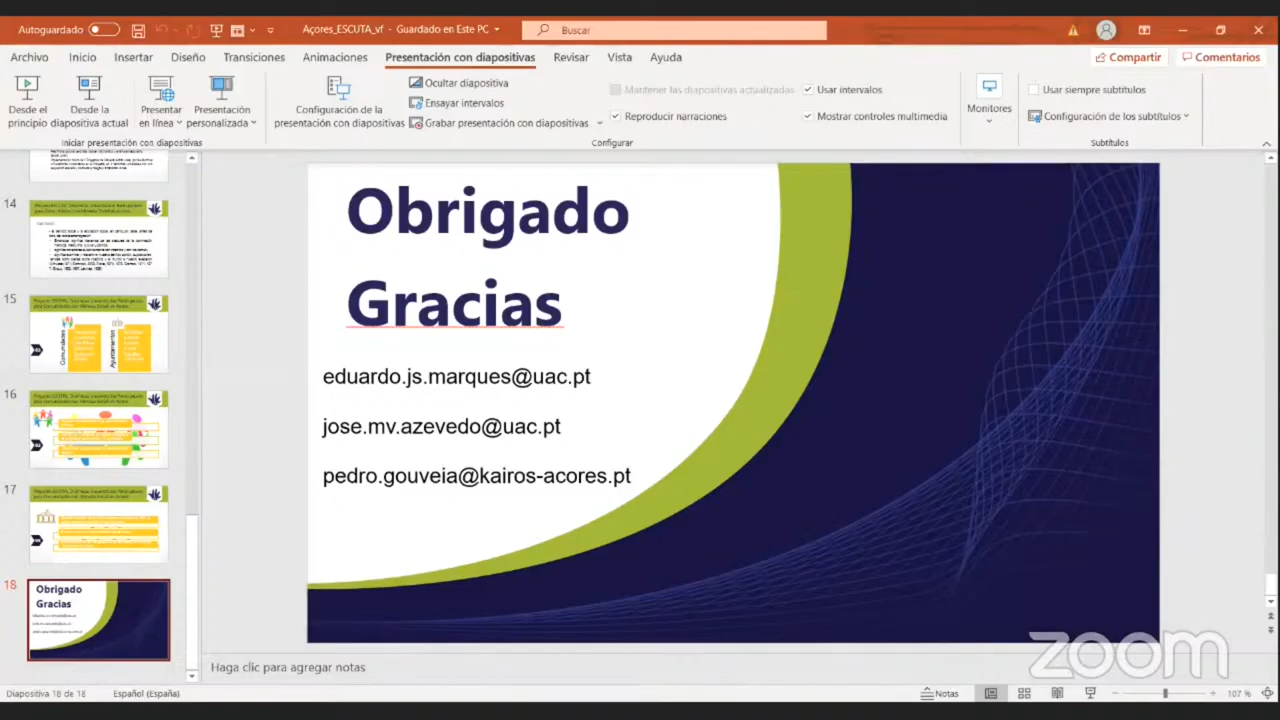 Autoguardado
Açores_ESCUTA_vf - Guardado en Este PC
Buscar
Archivo Inicio Insertar Diseño Transiciones Animaciones Presentación con diapositivas Revisar Vista Ayuda
Compartir Comentarios
Desde el principio
Desde la diapositiva actual
Presentar en línea
Presentación personalizada
Iniciar presentación con diapositivas
Configuración de la presentación con diapositivas
Ocultar diapositiva
Ensayar intervalos
Grabar presentación con diapositivas
Mantener las diapositivas actualizadas
Reproducir narraciones
Usar intervalos
Mostrar controles multimedia
Configurar
Monitores
Usar siempre subtítulos
Configuración de los subtítulos
Subtítulos
14
15
Comunidades
Ayuntamientos
16
17
18
Obrigado
Gracias
Obrigado
Gracias
eduardo.js.marques@uac.pt
jose.mv.azevedo@uac.pt
pedro.gouveia@kairos-acores.pt
zoom
Haga clic para agregar notas
Diapositiva 18 de 18
Español (España)
Notas
107 %